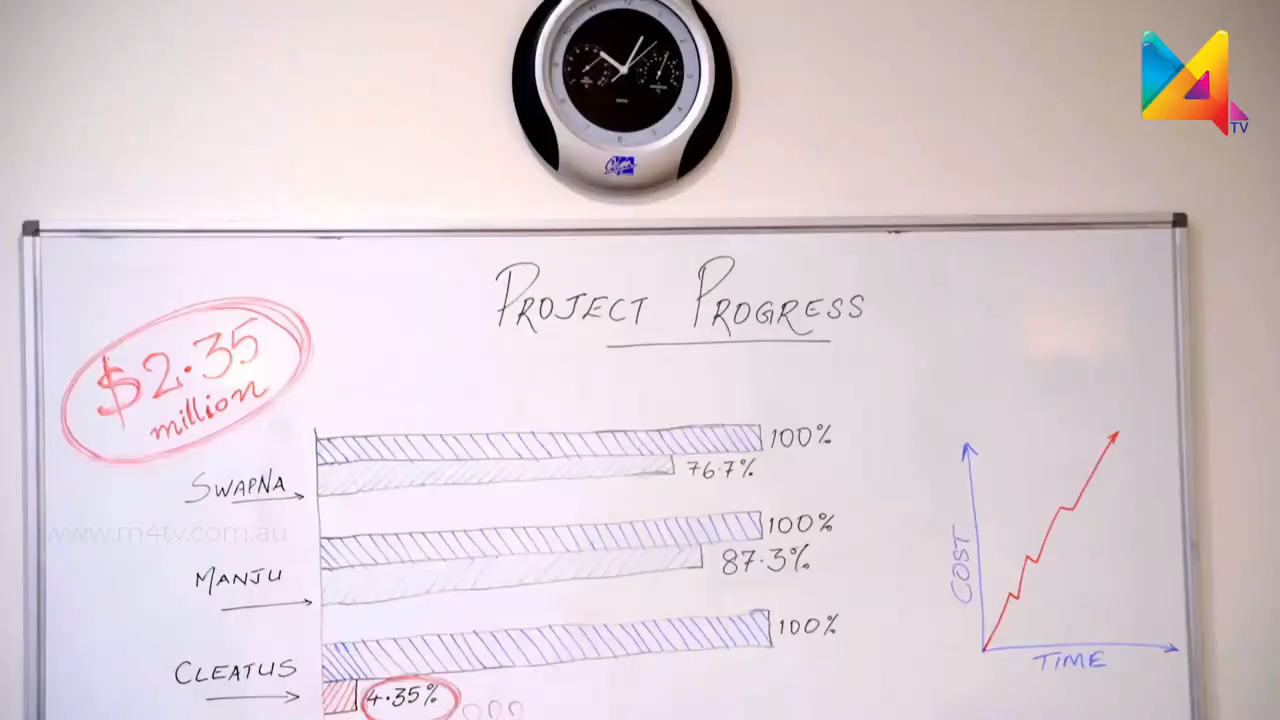 TV
PROJECT PROGRESS
$2.35
million
100%
76.7%
SWAPNA
www.m4tv.com.au
100%
87.3%
MANJU
100%
CLEATUS
4.35%
COST
TIME